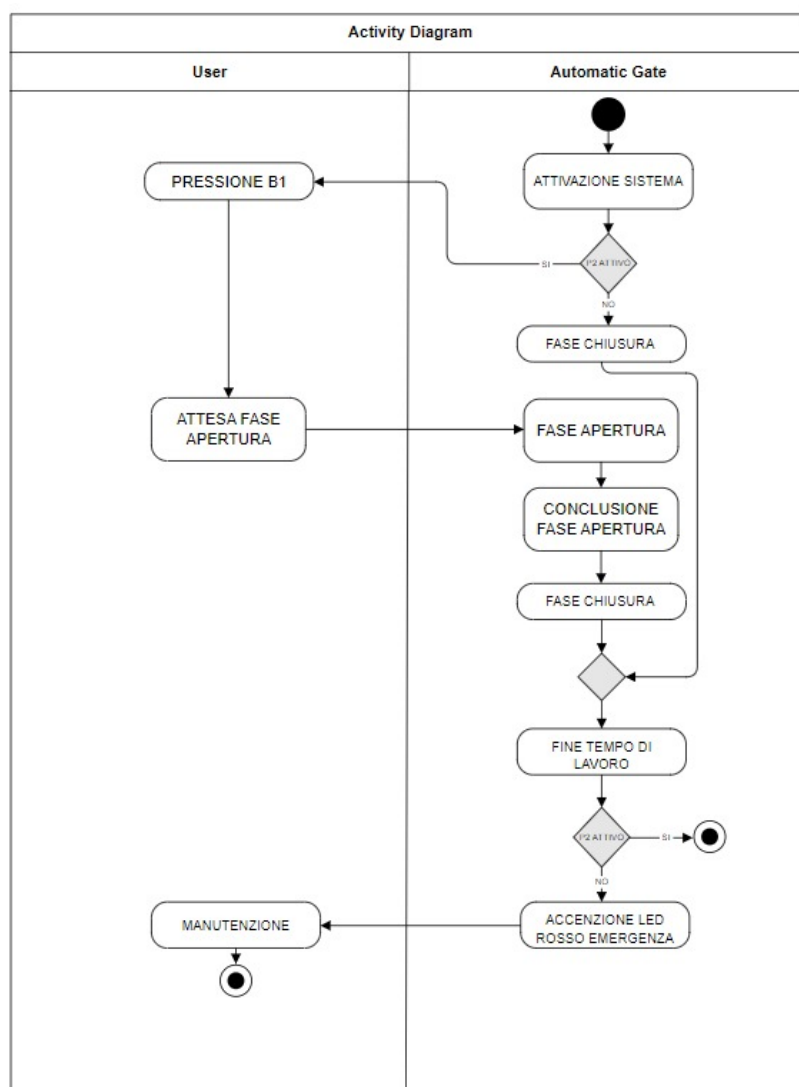 Activity Diagram
User
Automatic Gate
PRESSIONE B1
ATTIVAZIONE SISTEMA
SI
P2 ATTIVO
NO
FASE CHIUSURA
ATTESA FASE
APERTURA
FASE APERTURA
CONCLUSIONE
FASE APERTURA
FASE CHIUSURA
FINE TEMPO DI
LAVORO
P2 ATTIVO
SI
NO
MANUTENZIONE
ACCENZIONE LED
ROSSO EMERGENZA